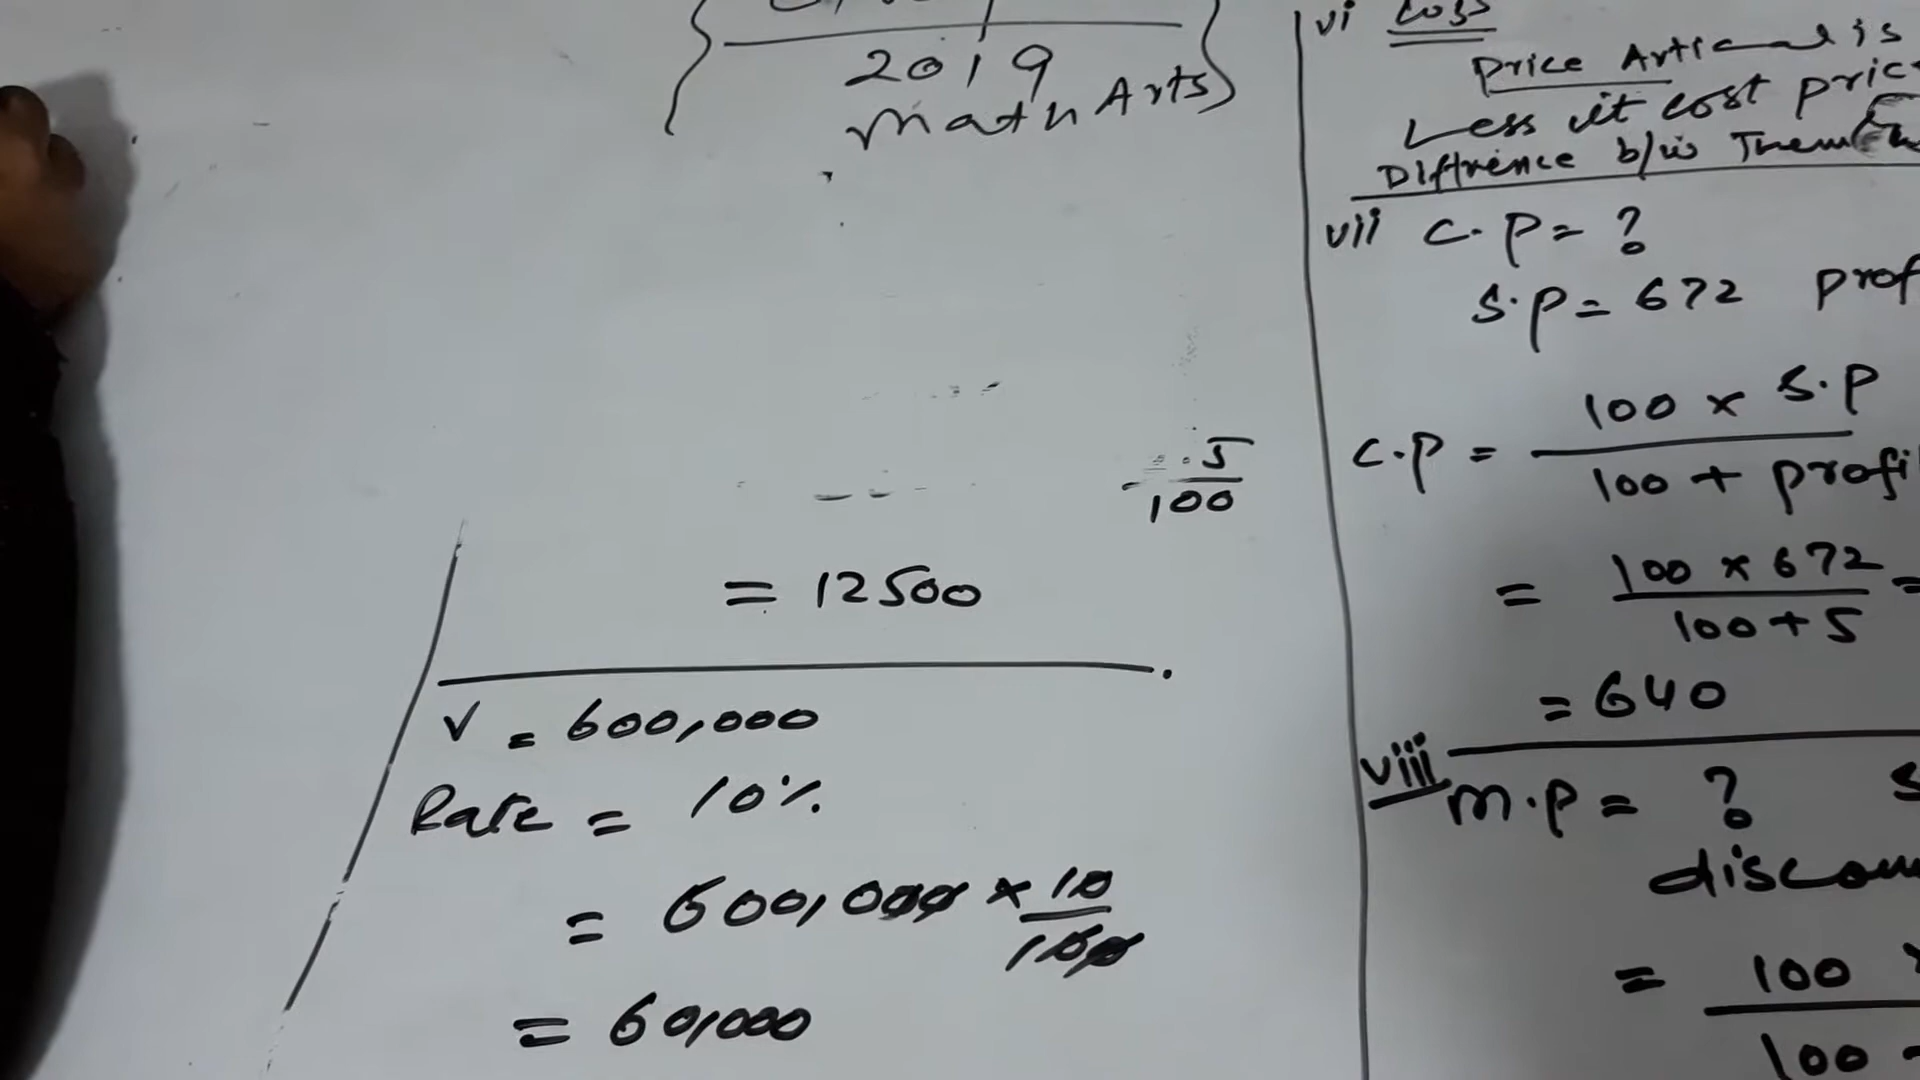 2019
Math Arts
5
100
= 12500
V = 600,000
Rate = 10%
= 600,000 × 10
100
= 60,000
vi Loss
Price Artical is
Less it cost pric
Diffrence b/w Them
vii C.P = ?
S.P = 672 prof
C.P = 100 × S.P
100 + profi
= 100 × 672 =
100 + 5
= 640
viii M.P = ? S
discou
= 100 ×
100 -